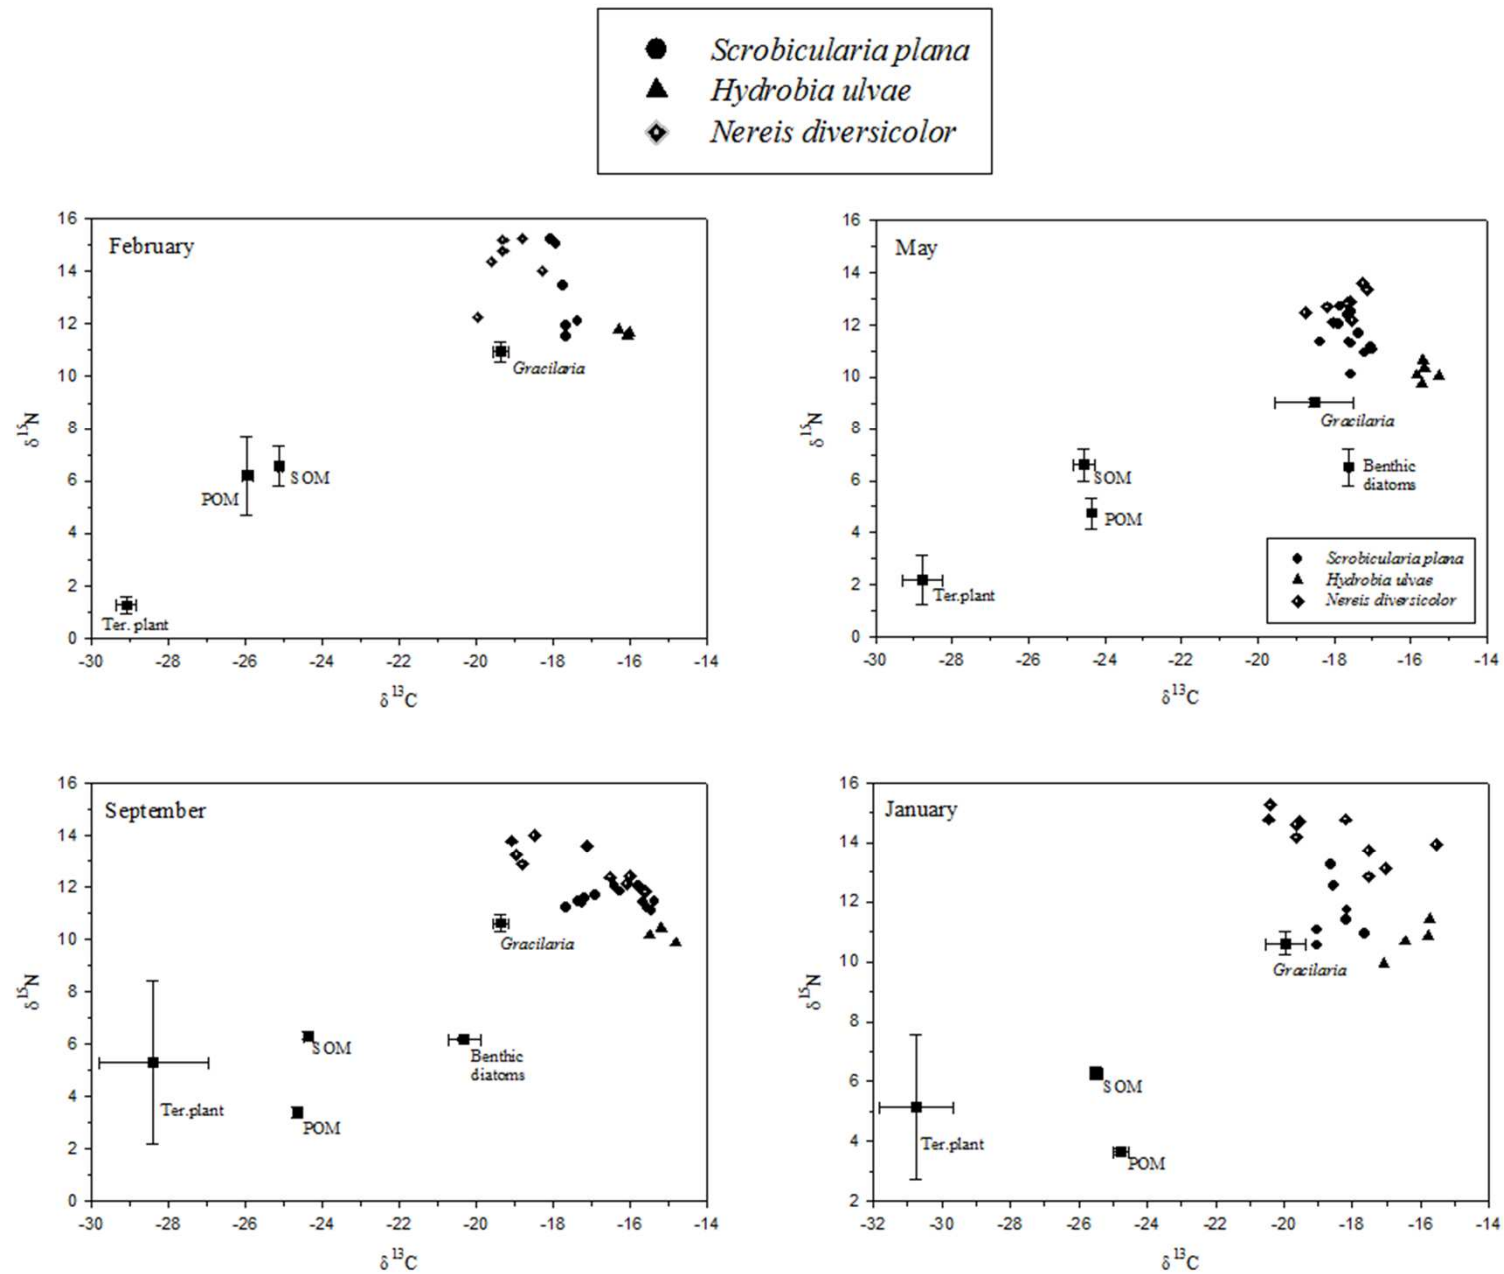 Scrobicularia plana
Hydrobia ulvae
Nereis diversicolor
February
16
14
12
10
8
6
4
2
0
δ15N
Gracilaria
SOM
POM
Ter. plant
-30
-28
-26
-24
-22
-20
-18
-16
-14
δ13C
May
16
14
12
10
8
6
4
2
0
δ15N
Gracilaria
Benthic
diatoms
SOM
POM
Ter.plant
Scrobicularia plana
Hydrobia ulvae
Nereis diversicolor
-30
-28
-26
-24
-22
-20
-18
-16
-14
δ13C
September
16
14
12
10
8
6
4
2
0
δ15N
Gracilaria
SOM
Benthic
diatoms
Ter.plant
POM
-30
-28
-26
-24
-22
-20
-18
-16
-14
δ13C
January
16
14
12
10
8
6
4
2
δ15N
Gracilaria
SOM
Ter.plant
POM
-32
-30
-28
-26
-24
-22
-20
-18
-16
-14
δ13C